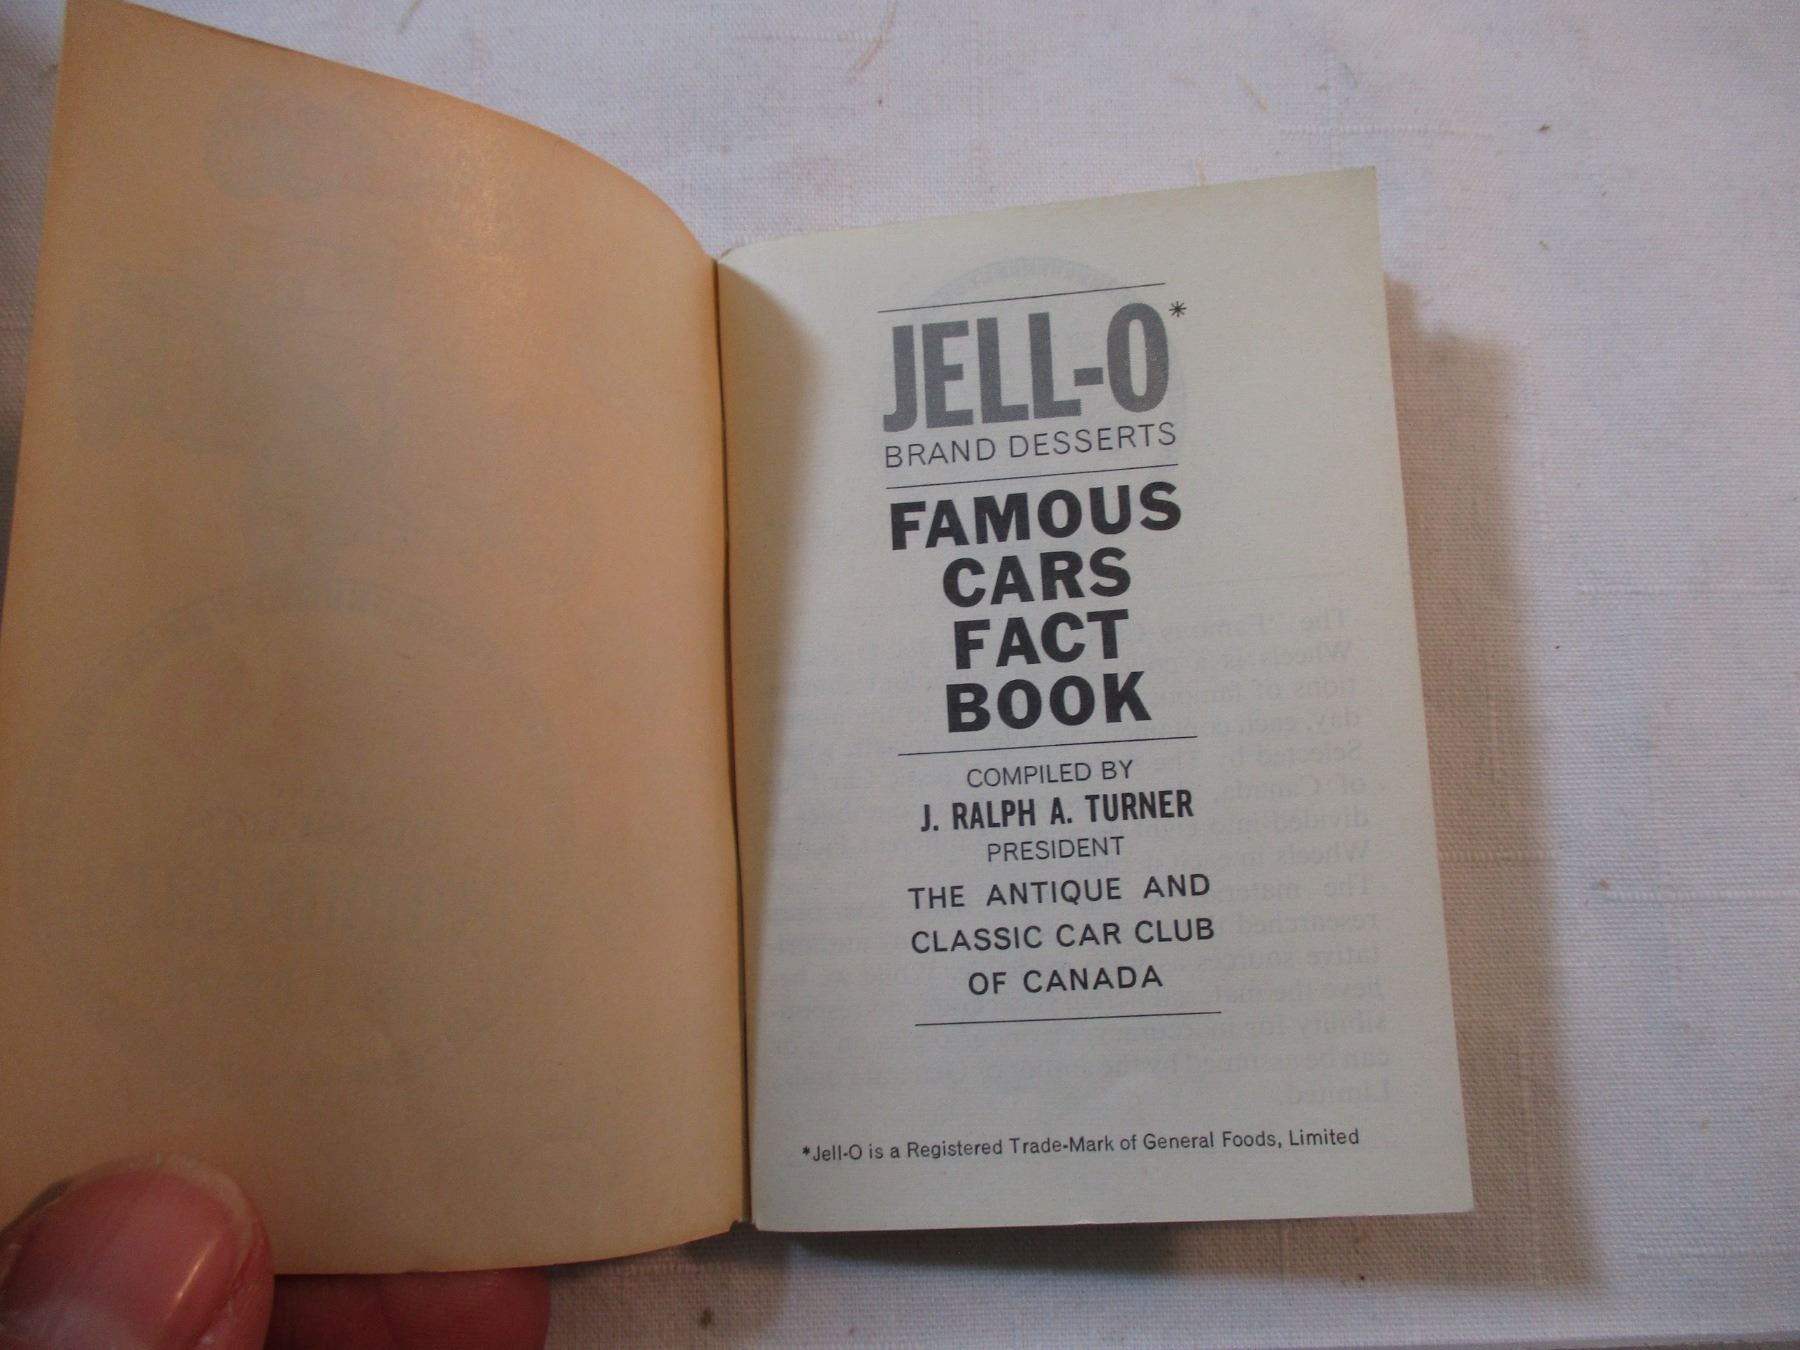 JELL-O*
BRAND DESSERTS
FAMOUS
CARS
FACT
BOOK
COMPILED BY
J. RALPH A. TURNER
PRESIDENT
THE ANTIQUE AND
CLASSIC CAR CLUB
OF CANADA
*Jell-O is a Registered Trade-Mark of General Foods, Limited